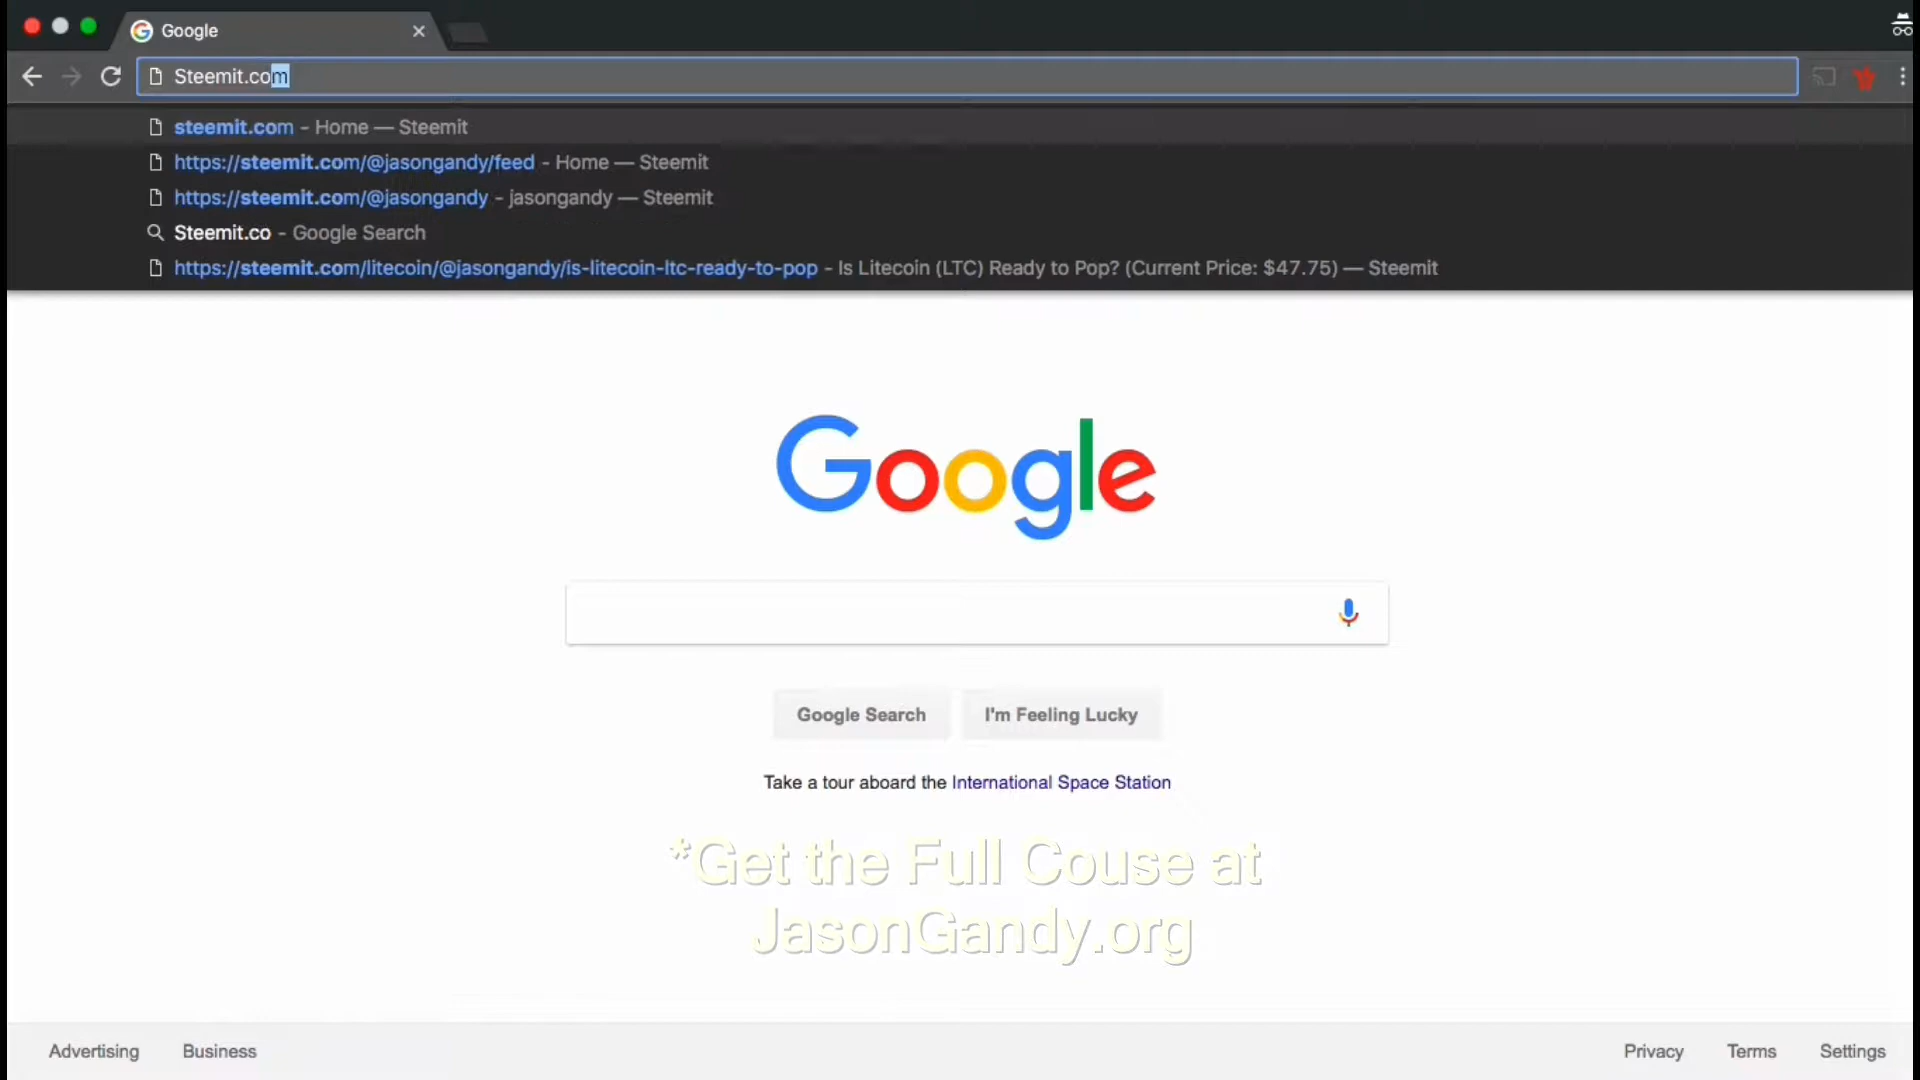 Google
Steemit.com
steemit.com - Home — Steemit
https://steemit.com/@jasongandy/feed - Home — Steemit
https://steemit.com/@jasongandy - jasongandy — Steemit
Steemit.co - Google Search
https://steemit.com/litecoin/@jasongandy/is-litecoin-ltc-ready-to-pop - Is Litecoin (LTC) Ready to Pop? (Current Price: $47.75) — Steemit
Google
Google Search I'm Feeling Lucky
Take a tour aboard the International Space Station
*Get the Full Couse at
JasonGandy.org
Advertising Business Privacy Terms Settings